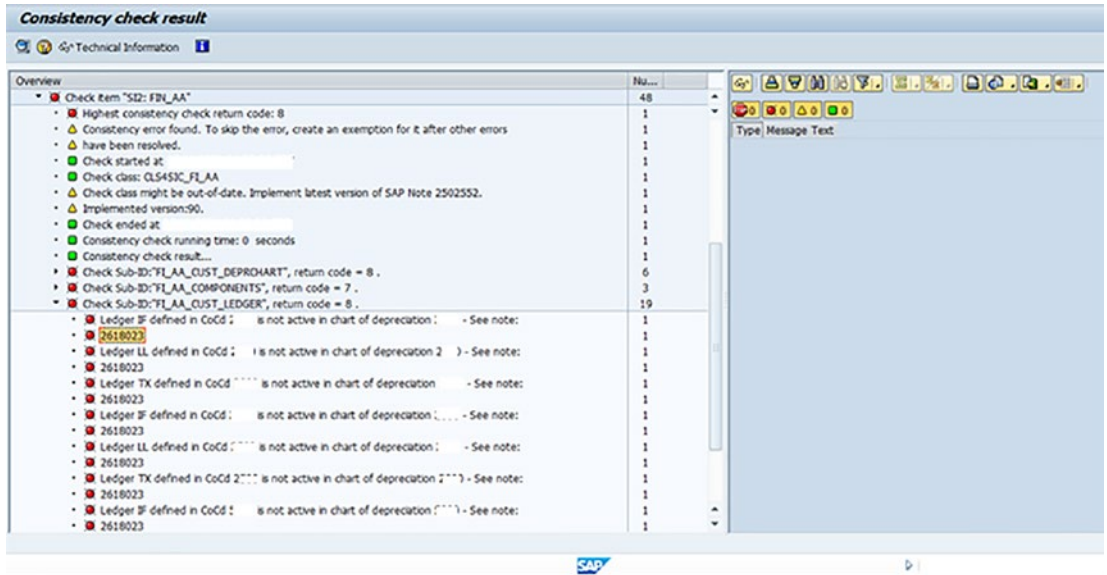 Consistency check result
Technical Information
Overview Nu...
Check item "SI2: FIN_AA" 48
Highest consistency check return code: 8 1
Consistency error found. To skip the error, create an exemption for it after other errors 1
have been resolved. 1
Check started at 1
Check class: CLS4SIC_FI_AA 1
Check class might be out-of-date. Implement latest version of SAP Note 2502552. 1
Implemented version:90. 1
Check ended at 1
Consistency check running time: 0 seconds 1
Consistency check result... 1
Check Sub-ID:"FI_AA_CUST_DEPRCHART", return code = 8 . 6
Check Sub-ID:"FI_AA_COMPONENTS", return code = 7 . 3
Check Sub-ID:"FI_AA_CUST_LEDGER", return code = 8 . 19
Ledger IF defined in CoCd is not active in chart of depreciation - See note: 1
2618023 1
Ledger LL defined in CoCd is not active in chart of depreciation 2 ) - See note: 1
2618023 1
Ledger TX defined in CoCd is not active in chart of depreciation - See note: 1
2618023 1
Ledger IF defined in CoCd is not active in chart of depreciation - See note: 1
2618023 1
Ledger LL defined in CoCd is not active in chart of depreciation - See note: 1
2618023 1
Ledger TX defined in CoCd 2 is not active in chart of depreciation ) - See note: 1
2618023 1
Ledger IF defined in CoCd is not active in chart of depreciation ) - See note: 1
2618023 1
0 0 0 0
Type Message Text
SAP